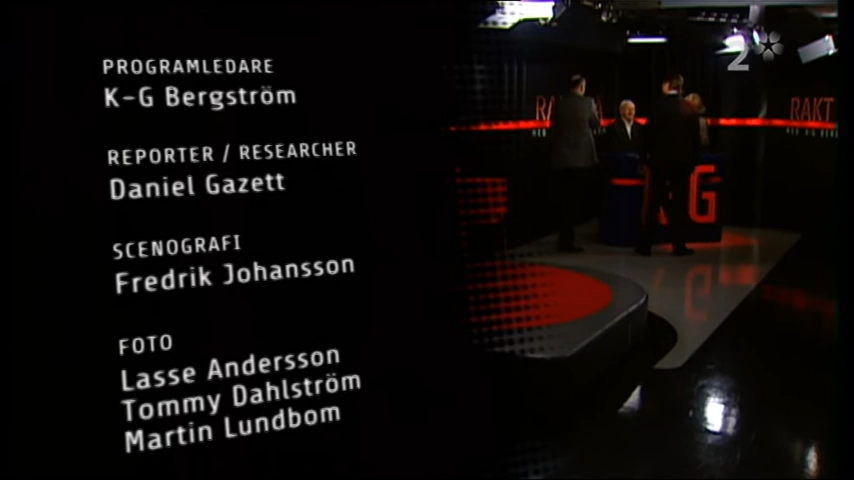 PROGRAMLEDARE
K-G Bergström
REPORTER / RESEARCHER
Daniel Gazett
SCENOGRAFI
Fredrik Johansson
FOTO
Lasse Andersson
Tommy Dahlström
Martin Lundbom
2
RAKT
G